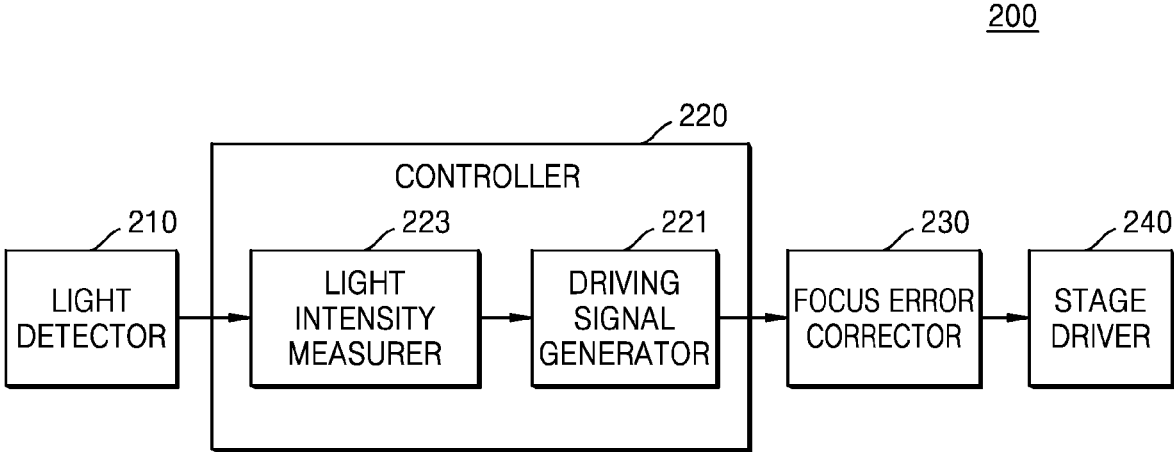 200
220
CONTROLLER
210
223
221
230
240
LIGHT
DETECTOR
LIGHT
INTENSITY
MEASURER
DRIVING
SIGNAL
GENERATOR
FOCUS ERROR
CORRECTOR
STAGE
DRIVER